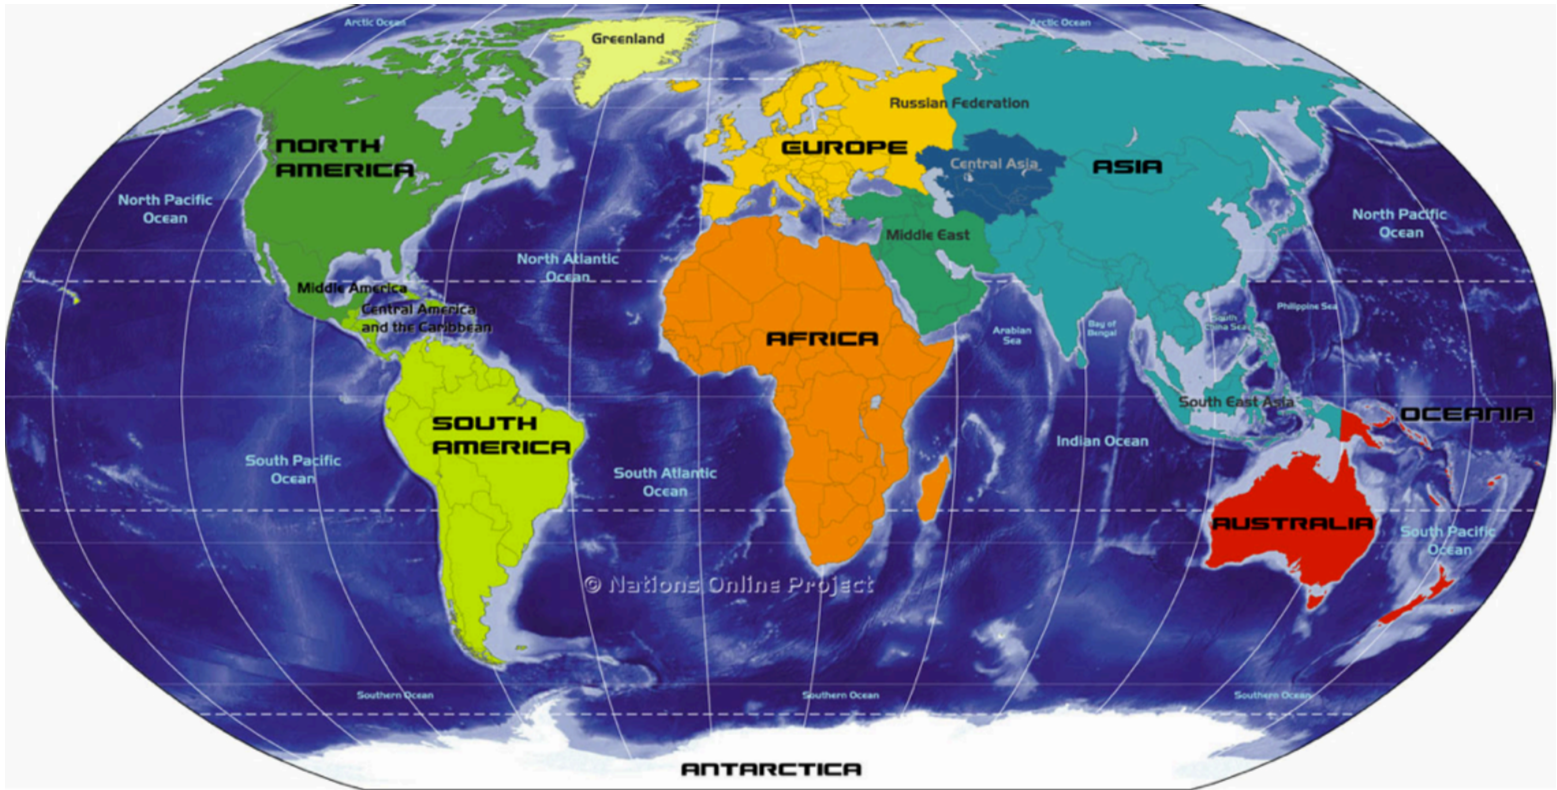 Arctic Ocean
Arctic Ocean
Greenland
Russian Federation
NORTH
AMERICA
EUROPE
Central Asia
ASIA
North Pacific
Ocean
North Pacific
Ocean
Middle East
North Atlantic
Ocean
Middle America
Central America
and the Caribbean
AFRICA
Arabian
Sea
Bay of
Bengal
South
China Sea
Philippine Sea
South East Asia
OCEANIA
SOUTH
AMERICA
Indian Ocean
South Pacific
Ocean
South Atlantic
Ocean
AUSTRALIA
South Pacific
Ocean
© Nations Online Project
Southern Ocean
Southern Ocean
Southern Ocean
ANTARCTICA